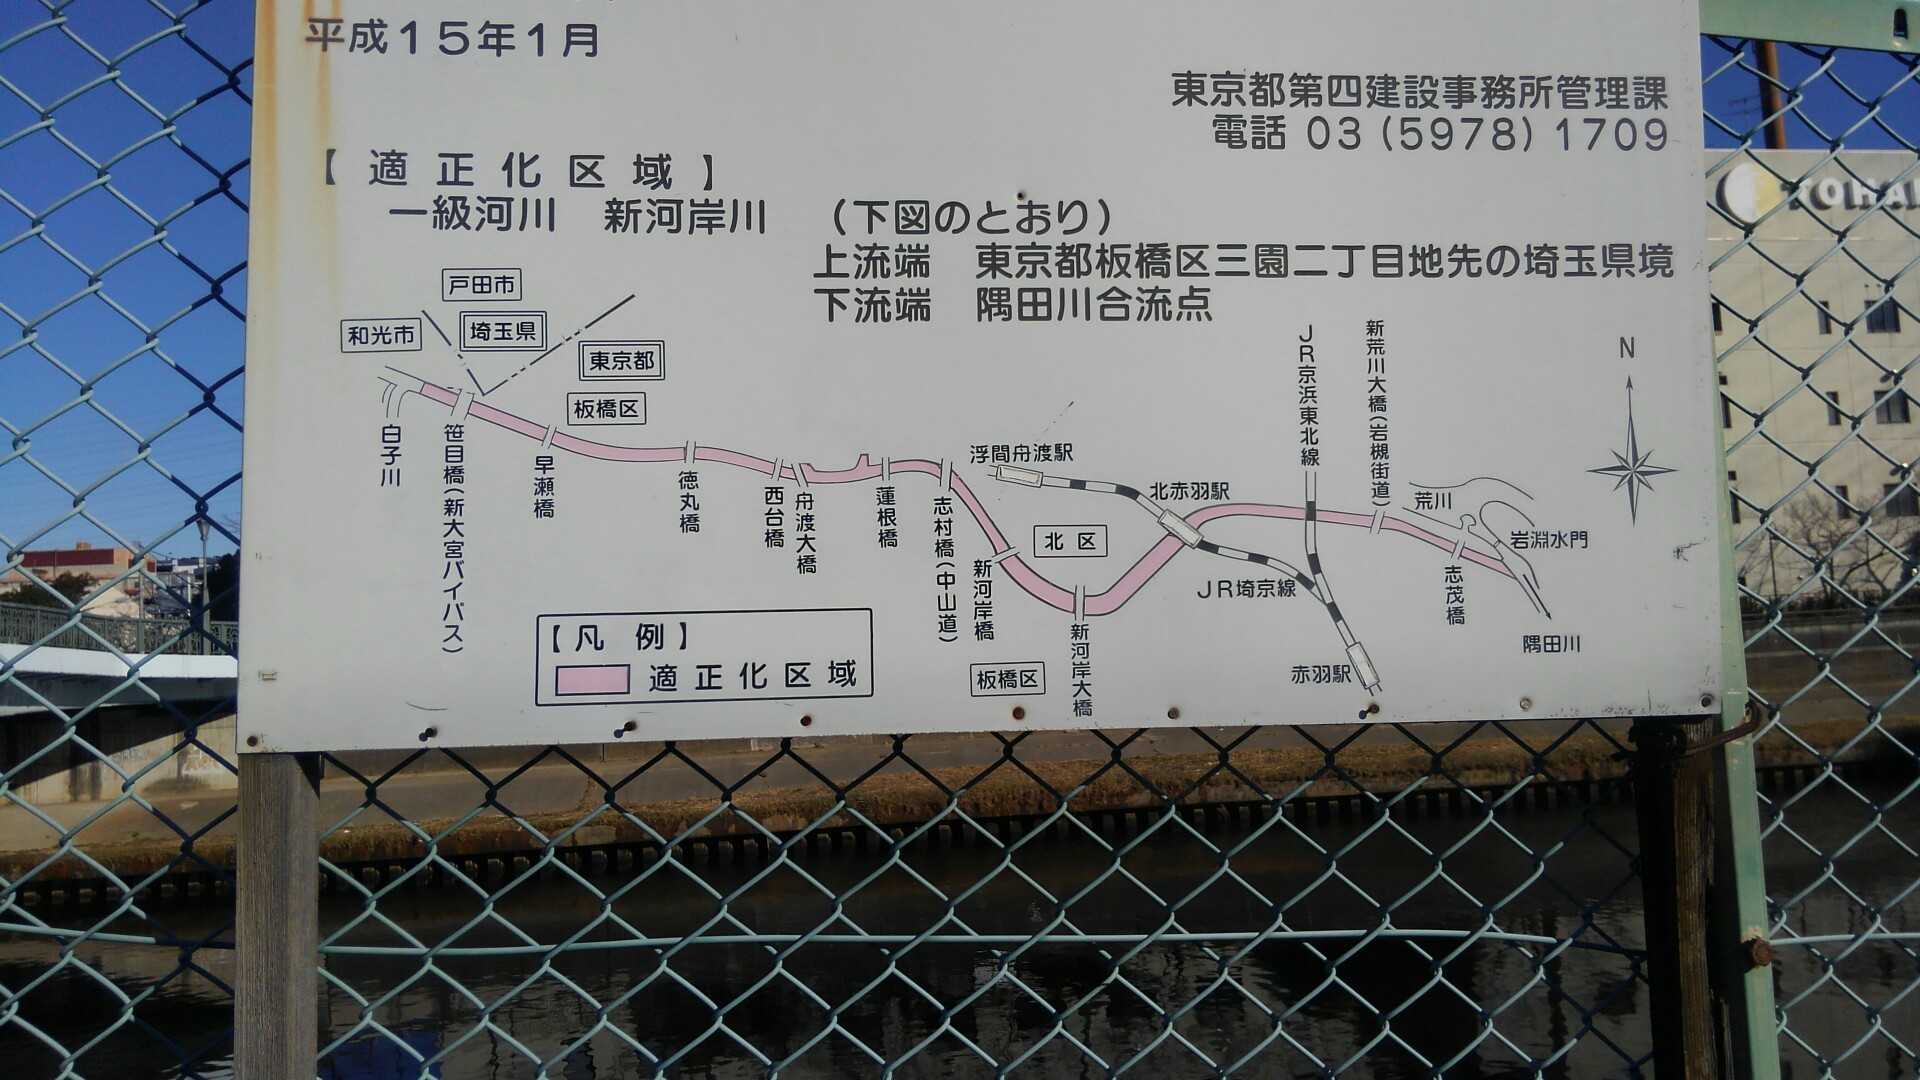 平成15年1月
東京都第四建設事務所管理課
電話 03(5978)1709
【適正化区域】
一級河川 新河岸川 (下図のとおり)
上流端 東京都板橋区三園二丁目地先の埼玉県境
下流端 隅田川合流点
戸田市
和光市
埼玉県
東京都
板橋区
白子川
笹目橋(新大宮バイパス)
早瀬橋
徳丸橋
西台橋
舟渡大橋
蓮根橋
志村橋(中山道)
新河岸橋
新河岸大橋
浮間舟渡駅
北赤羽駅
北区
板橋区
JR埼京線
JR京浜東北線
赤羽駅
新荒川大橋(岩槻街道)
荒川
岩淵水門
志茂橋
隅田川
N
【凡例】
適正化区域